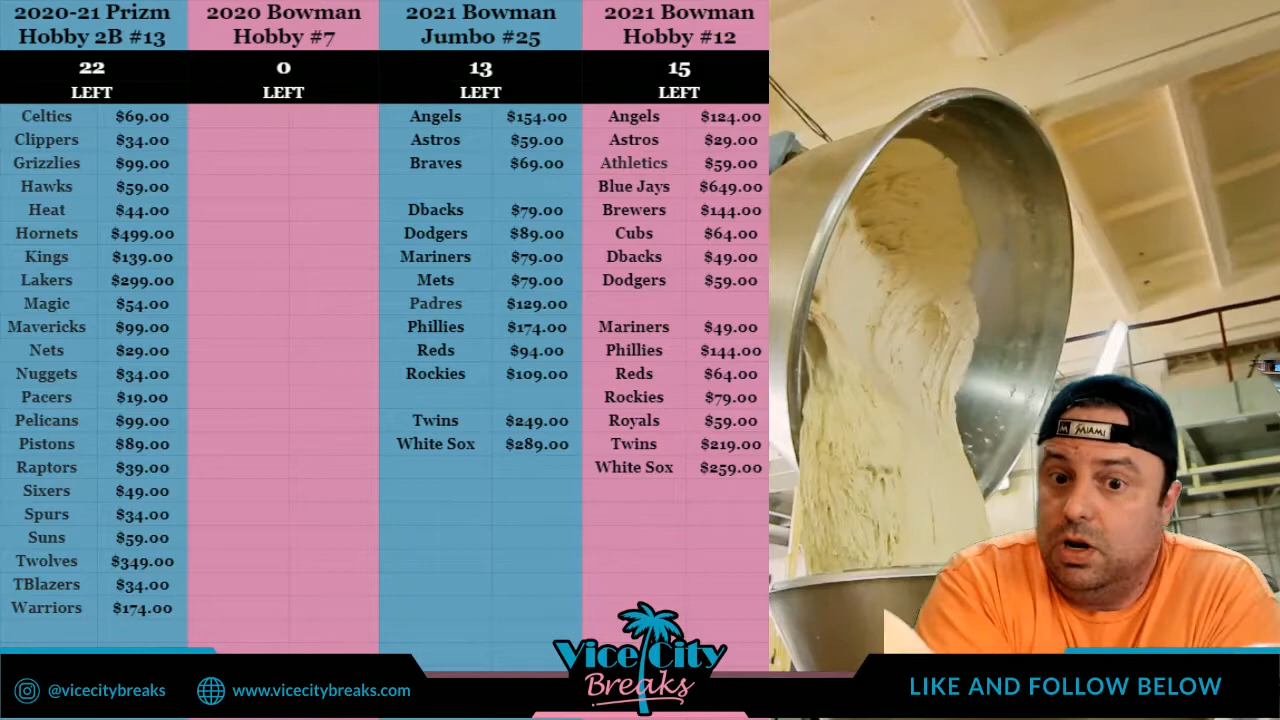 2020-21 Prizm
Hobby 2B #13
22
LEFT
Celtics $69.00
Clippers $34.00
Grizzlies $99.00
Hawks $59.00
Heat $44.00
Hornets $499.00
Kings $139.00
Lakers $299.00
Magic $54.00
Mavericks $99.00
Nets $29.00
Nuggets $34.00
Pacers $19.00
Pelicans $99.00
Pistons $89.00
Raptors $39.00
Sixers $49.00
Spurs $34.00
Suns $59.00
Twolves $349.00
TBlazers $34.00
Warriors $174.00
2020 Bowman
Hobby #7
0
LEFT
2021 Bowman
Jumbo #25
13
LEFT
Angels $154.00
Astros $59.00
Braves $69.00
Dbacks $79.00
Dodgers $89.00
Mariners $79.00
Mets $79.00
Padres $129.00
Phillies $174.00
Reds $94.00
Rockies $109.00
Twins $249.00
White Sox $289.00
2021 Bowman
Hobby #12
15
LEFT
Angels $124.00
Astros $29.00
Athletics $59.00
Blue Jays $649.00
Brewers $144.00
Cubs $64.00
Dbacks $49.00
Dodgers $59.00
Mariners $49.00
Phillies $144.00
Reds $64.00
Rockies $79.00
Royals $59.00
Twins $219.00
White Sox $259.00
M MIAMI
@vicecitybreaks
www.vicecitybreaks.com
Vice City
Breaks
LIKE AND FOLLOW BELOW